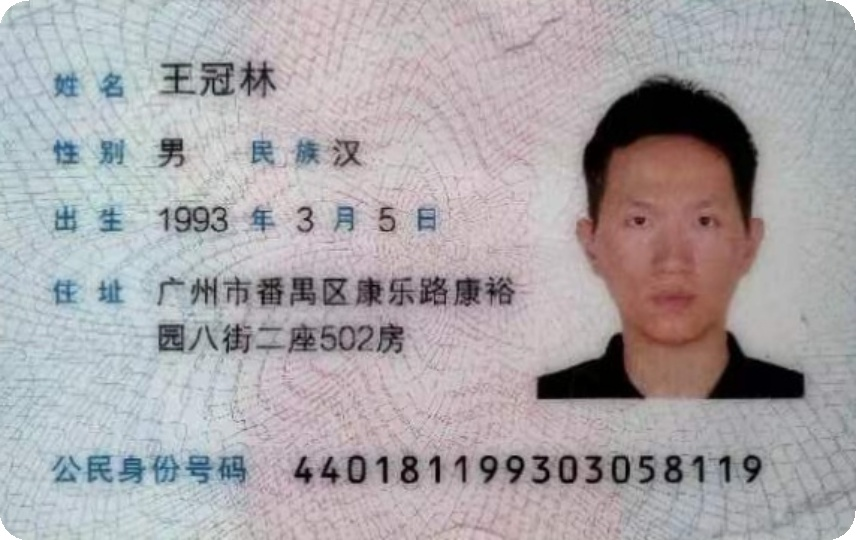 姓名 王冠林
性别 男 民族 汉
出生 1993 年 3 月 5 日
住址 广州市番禺区康乐路康裕
园八街二座502房
公民身份号码 440181199303058119